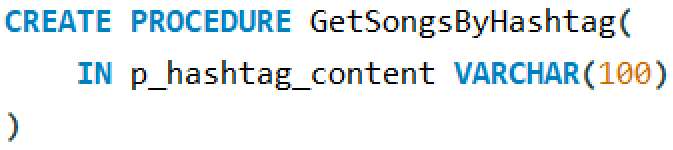 CREATE PROCEDURE GetSongsByHashtag(
    IN p_hashtag_content VARCHAR(100)
)